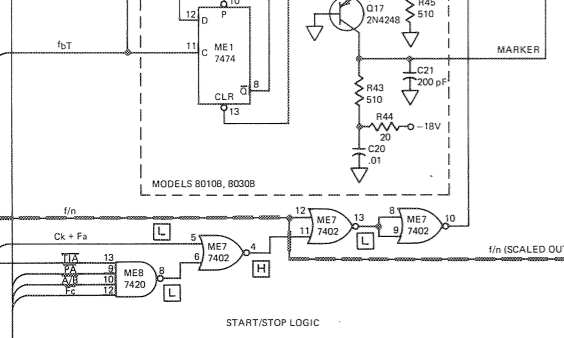 10
P
12 D
Q17
2N4248
R45
510
fbT
11 C
ME1
7474
Q 8
CLR
13
MARKER
C21
200 pF
R43
510
R44
20
–18V
C20
.01
MODELS 8010B, 8030B
f/n
L
12
11
ME7
7402
13
L
8
9
ME7
7402
10
Ck + Fa
5
6
ME7
7402
4
H
f/n (SCALED OUT
TIA 13
PA 9
A/B 10
Fc 12
ME8
7420
8
L
START/STOP LOGIC